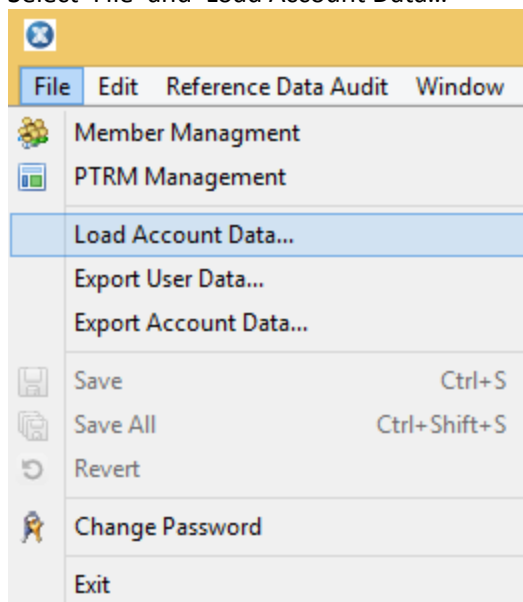 Select 'File' and 'Load Account Data...'
File Edit Reference Data Audit Window
Member Managment
PTRM Management
Load Account Data...
Export User Data...
Export Account Data...
Save Ctrl+S
Save All Ctrl+Shift+S
Revert
Change Password
Exit